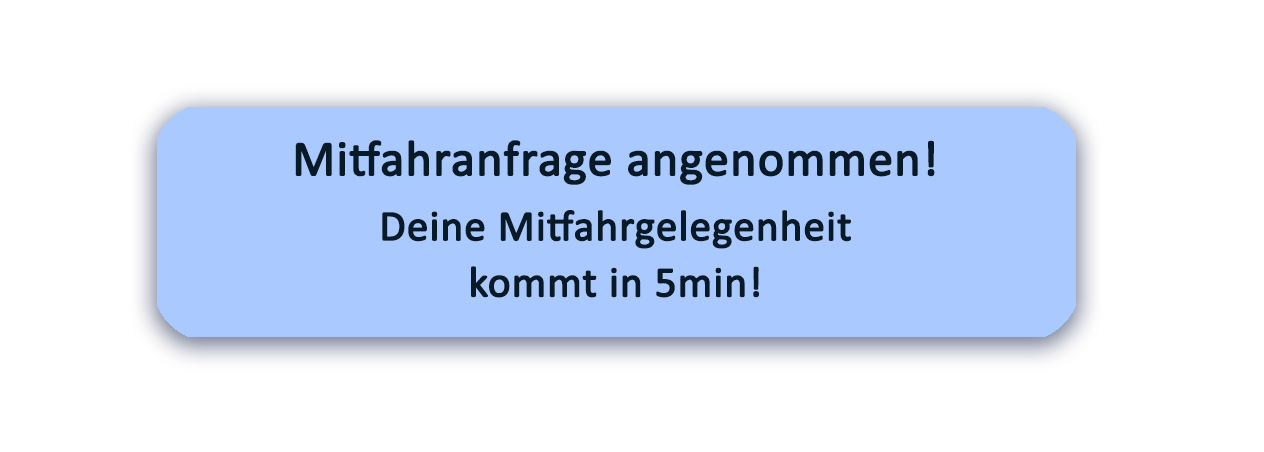 Mitfahranfrage angenommen!
Deine Mitfahrgelegenheit
kommt in 5min!